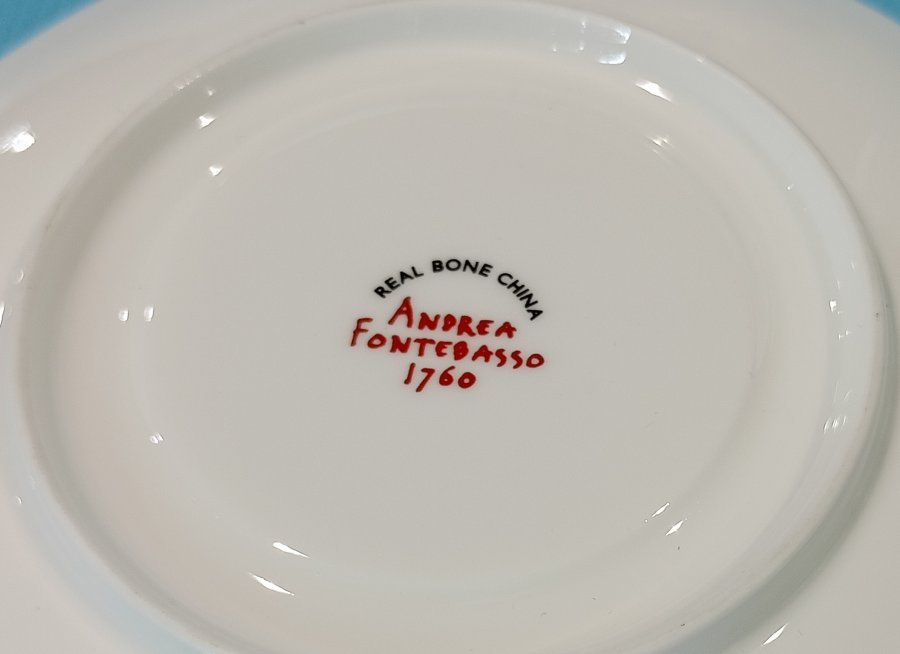 REAL BONE CHINA
ANDREA
FONTEBASSO
1760